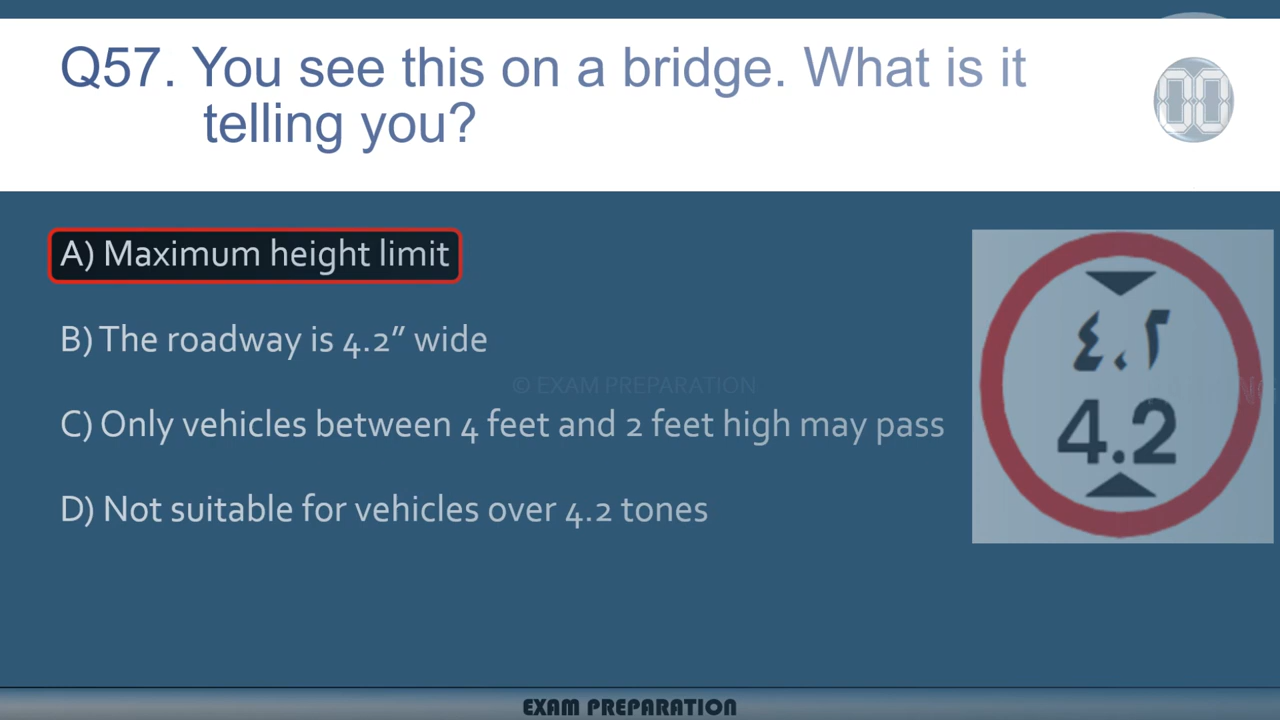 Q57. You see this on a bridge. What is it
telling you?
00
A) Maximum height limit
B) The roadway is 4.2” wide
C) Only vehicles between 4 feet and 2 feet high may pass
D) Not suitable for vehicles over 4.2 tones
٤.٢
4.2
© EXAM PREPARATION
EXAM PREPARATION